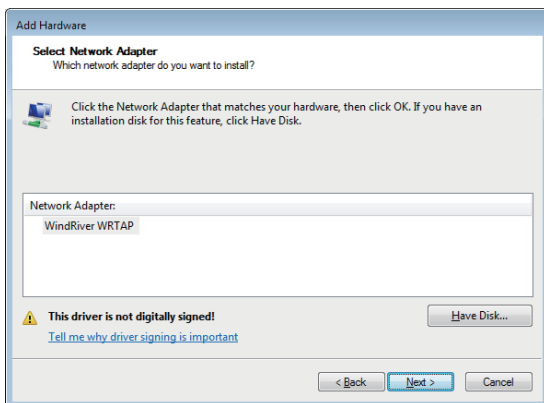 Add Hardware
Select Network Adapter
Which network adapter do you want to install?
Click the Network Adapter that matches your hardware, then click OK. If you have an
installation disk for this feature, click Have Disk.
Network Adapter:
WindRiver WRTAP
This driver is not digitally signed!
Have Disk...
Tell me why driver signing is important
< Back
Next >
Cancel